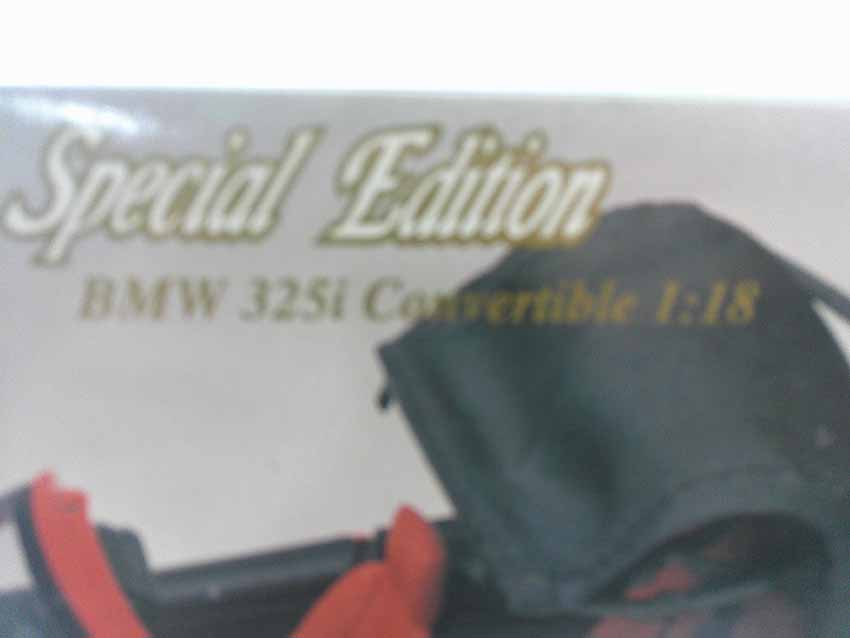 Special Edition
BMW 325i Convertible 1:18